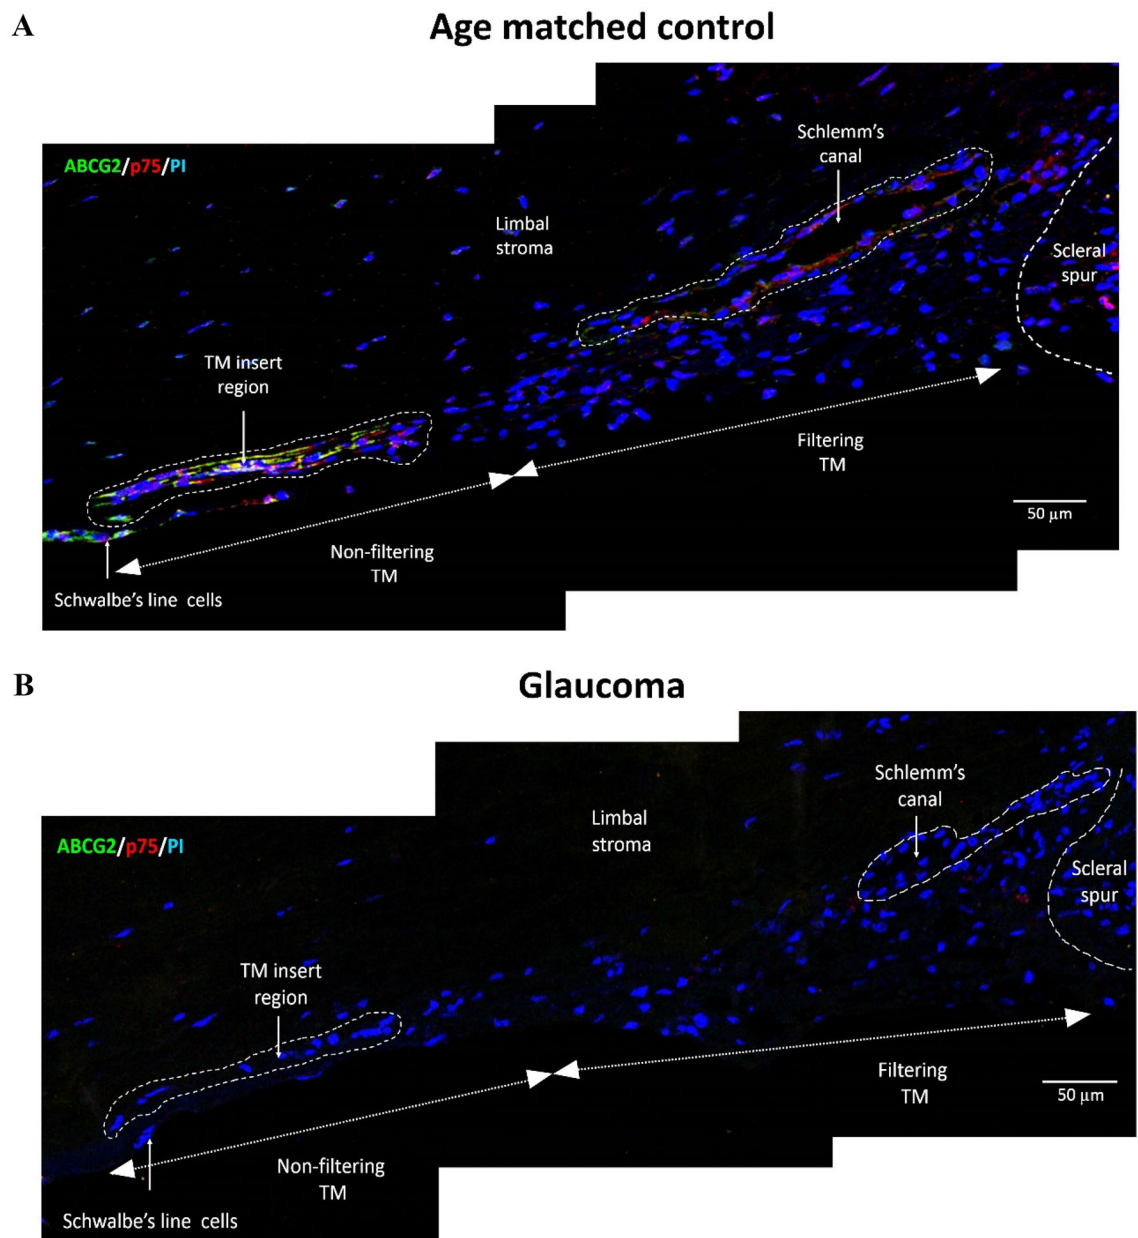 A
Age matched control
ABCG2/p75/PI
Schlemm's
canal
Limbal
stroma
Scleral
spur
TM insert
region
Filtering
TM
50 μm
Non-filtering
TM
Schwalbe's line cells
B
Glaucoma
Schlemm's
canal
Limbal
stroma
ABCG2/p75/PI
Scleral
spur
TM insert
region
Filtering
TM
50 μm
Non-filtering
TM
Schwalbe's line cells